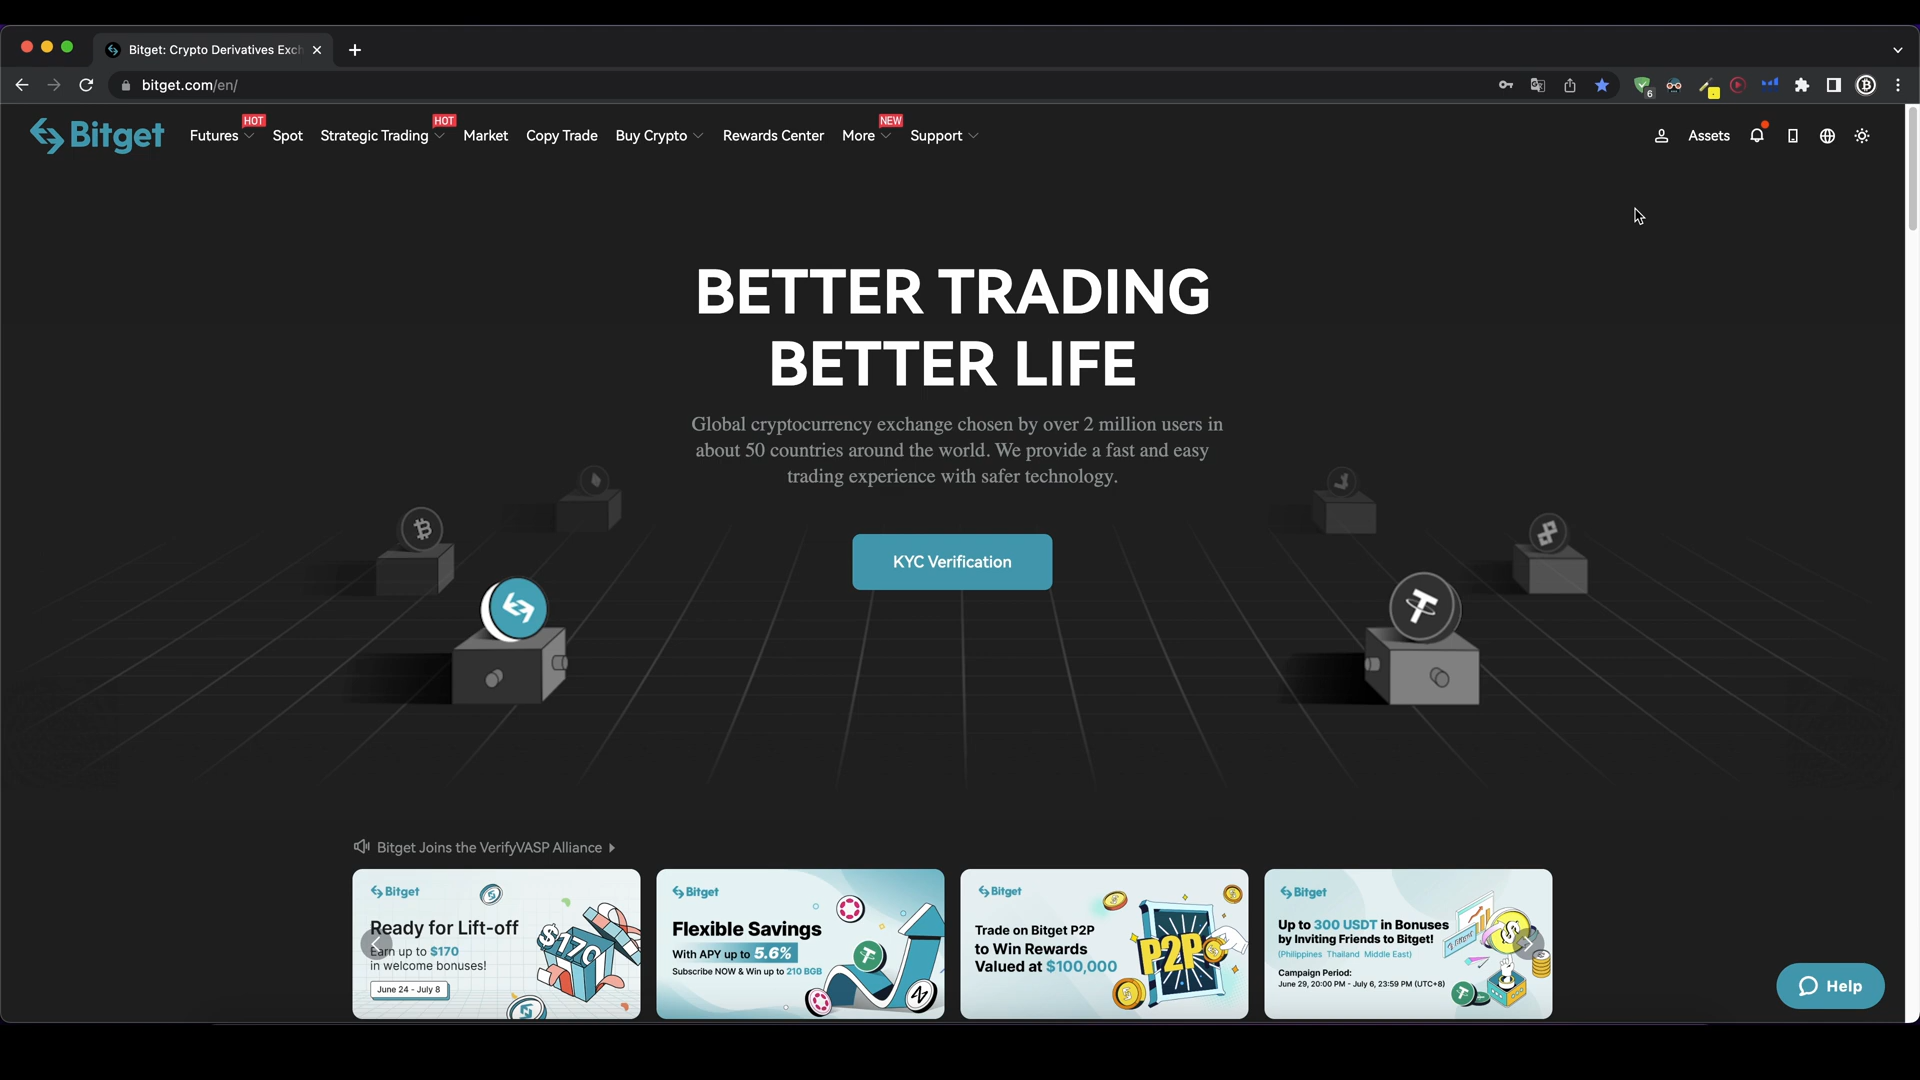 Bitget: Crypto Derivatives Exch
bitget.com/en/
6
Bitget
Futures
HOT
Spot
Strategic Trading
HOT
Market
Copy Trade
Buy Crypto
Rewards Center
More
NEW
Support
Assets
BETTER TRADING
BETTER LIFE
Global cryptocurrency exchange chosen by over 2 million users in
about 50 countries around the world. We provide a fast and easy
trading experience with safer technology.
KYC Verification
Bitget Joins the VerifyVASP Alliance
Bitget
Ready for Lift-off
Earn up to $170
in welcome bonuses!
June 24 - July 8
170
Bitget
Flexible Savings
With APY up to 5.6%
Subscribe NOW & Win up to 210 BGB
Bitget
Trade on Bitget P2P
to Win Rewards
Valued at $100,000
P2P
Bitget
Up to 300 USDT in Bonuses
by Inviting Friends to Bitget!
(Philippines Thailand Middle East)
Campaign Period:
June 29, 20:00 PM - July 6, 23:59 PM (UTC+8)
Help